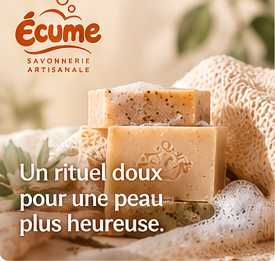 Écume
SAVONNERIE
ARTISANALE
Un rituel doux
pour une peau
plus heureuse.